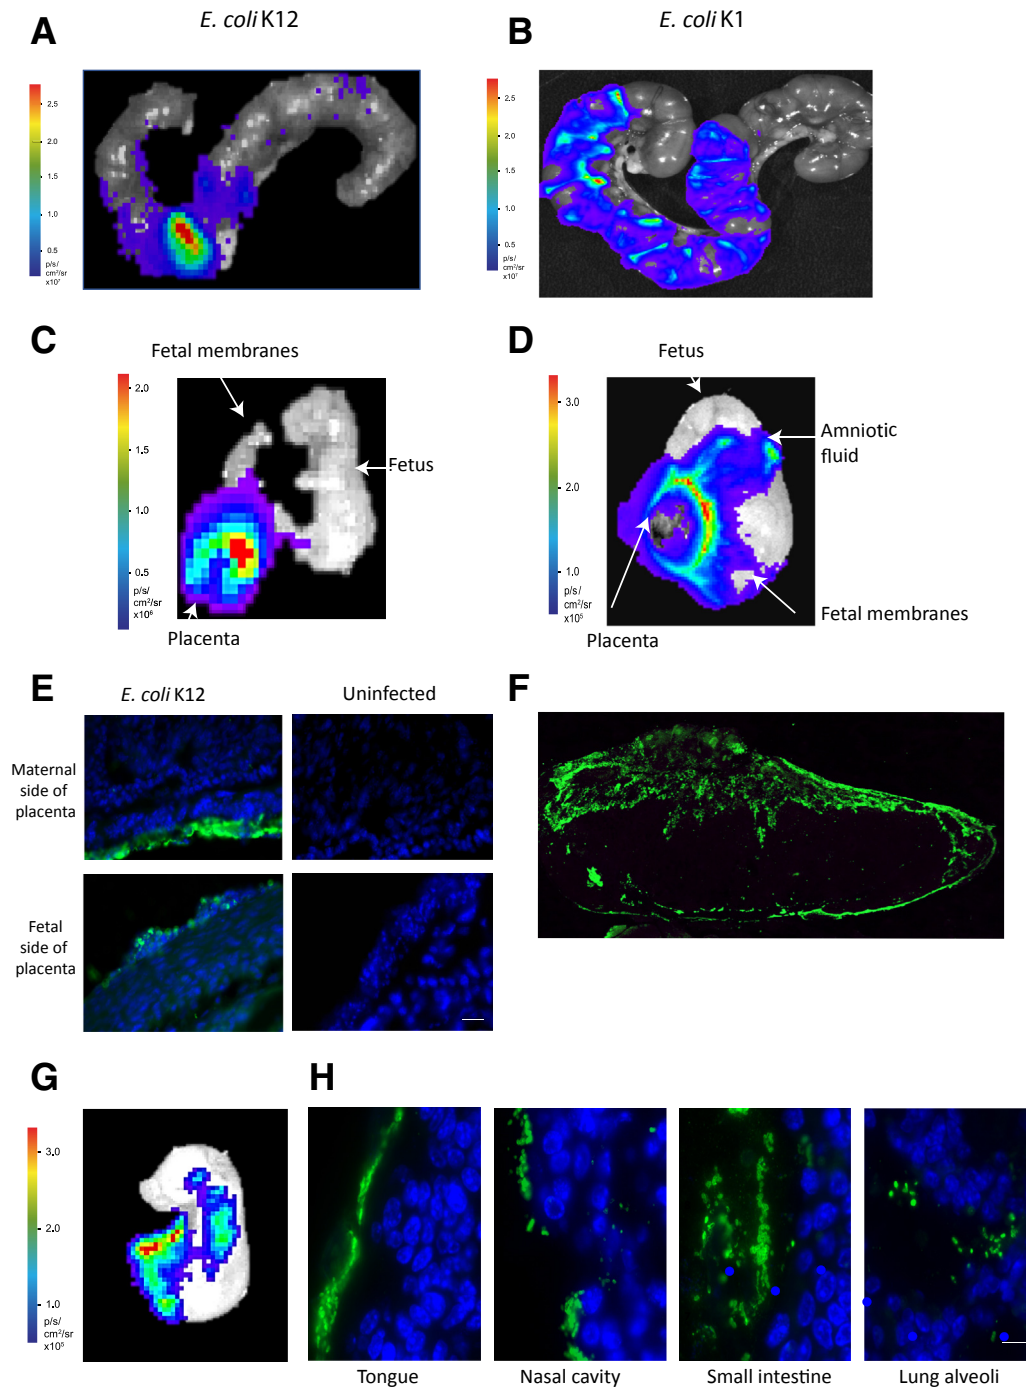 E. coli K12
E. coli K1
A
B
2.5
2.0
1.5
1.0
0.5
p/s/
cm²/sr
x10⁷
2.5
2.0
1.5
1.0
0.5
p/s/
cm²/sr
x10⁷
C
D
Fetal membranes
Fetus
2.0
1.5
1.0
0.5
p/s/
cm²/sr
x10⁶
Fetus
Placenta
3.0
2.0
1.0
p/s/
cm²/sr
x10⁵
Amniotic
fluid
Fetal membranes
Placenta
E
E. coli K12
Uninfected
F
Maternal
side of
placenta
Fetal
side of
placenta
G
H
3.0
2.0
1.0
p/s/
cm²/sr
x10⁵
Tongue
Nasal cavity
Small intestine
Lung alveoli